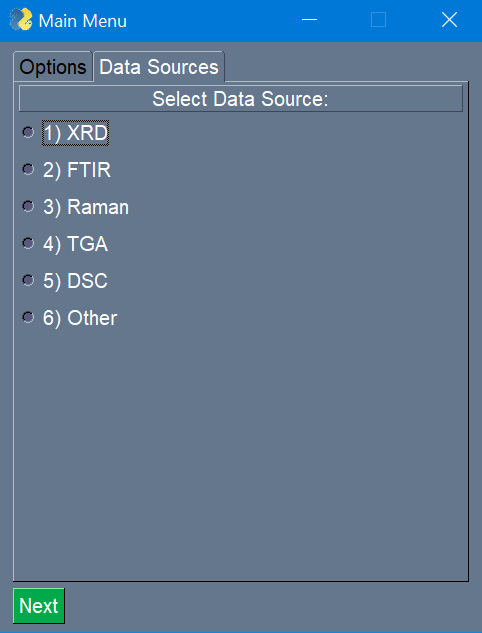 Main Menu
Options Data Sources
Select Data Source:
1) XRD
2) FTIR
3) Raman
4) TGA
5) DSC
6) Other
Next